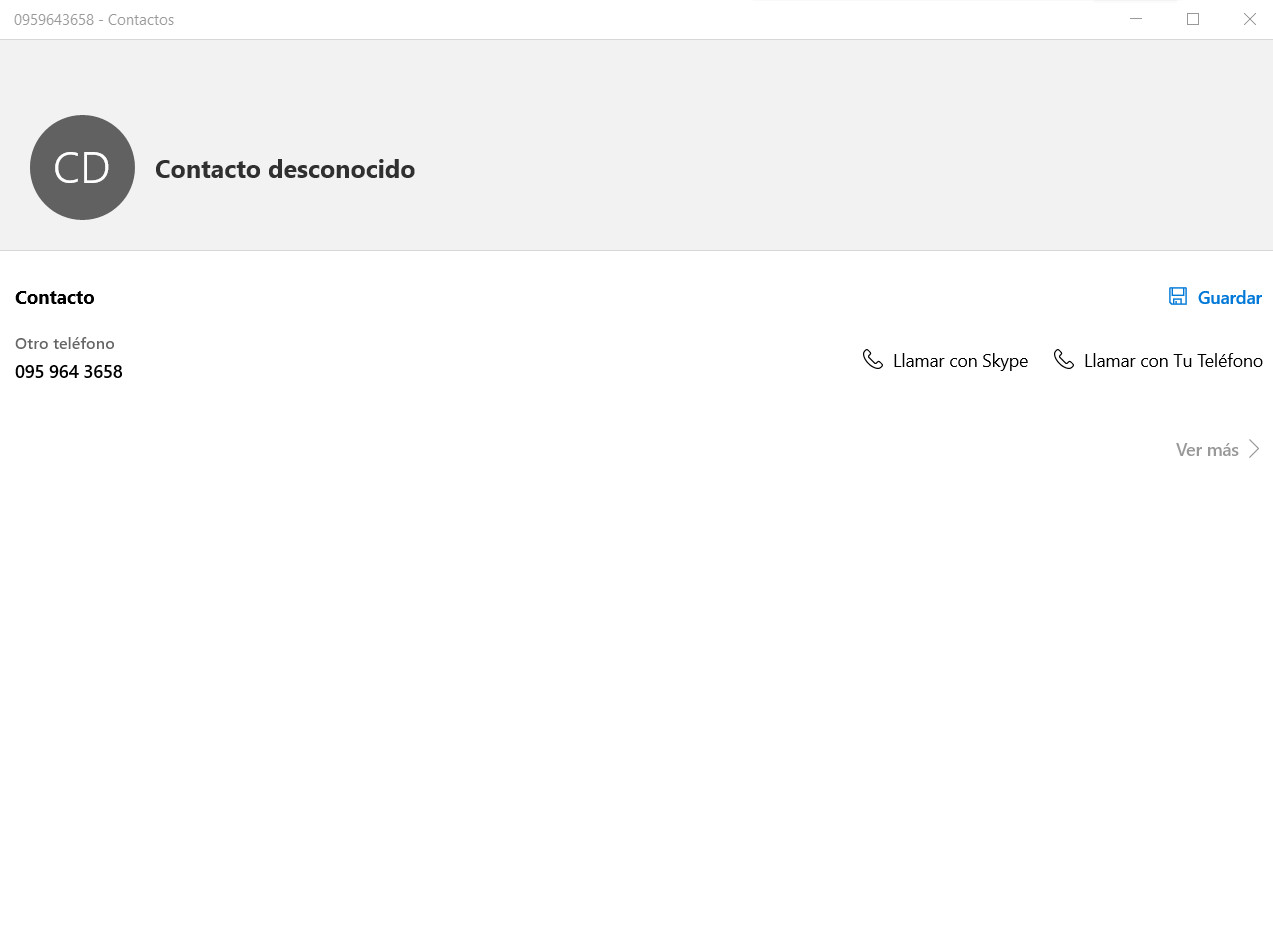 0959643658 - Contactos
CD
Contacto desconocido
Contacto
Guardar
Otro teléfono
095 964 3658
Llamar con Skype
Llamar con Tu Teléfono
Ver más